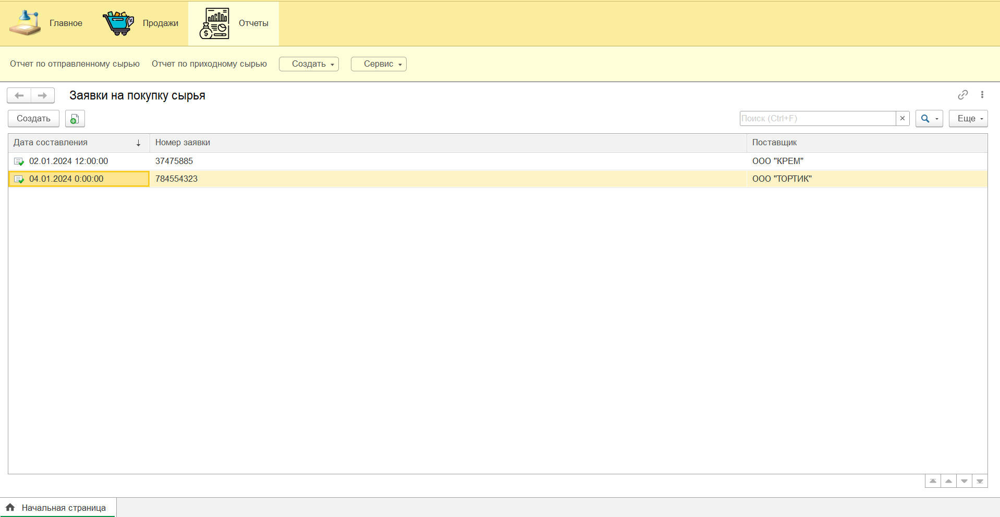 Главное Продажи Отчеты
Отчет по отправленному сырью Отчет по приходному сырью Создать Сервис
Заявки на покупку сырья
Создать Поиск (Ctrl+F) × Еще
Дата составления ↓ Номер заявки Поставщик
02.01.2024 12:00:00 37475885 ООО "КРЕМ"
04.01.2024 0:00:00 784554323 ООО "ТОРТИК"
Начальная страница